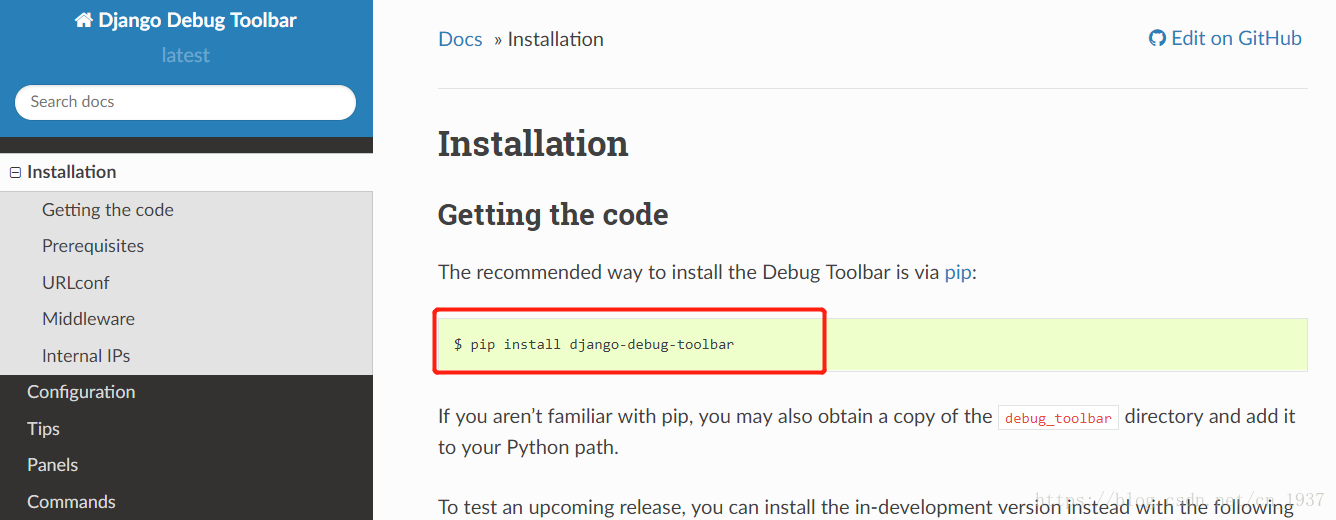 Django Debug Toolbar
latest
Search docs
Installation
Getting the code
Prerequisites
URLconf
Middleware
Internal IPs
Configuration
Tips
Panels
Commands
Docs » Installation
Edit on GitHub
Installation
Getting the code
The recommended way to install the Debug Toolbar is via pip:
$ pip install django-debug-toolbar
If you aren’t familiar with pip, you may also obtain a copy of the debug_toolbar directory and add it
to your Python path.
To test an upcoming release, you can install the in-development version instead with the following
https://blog.csdn.net/cn_1937